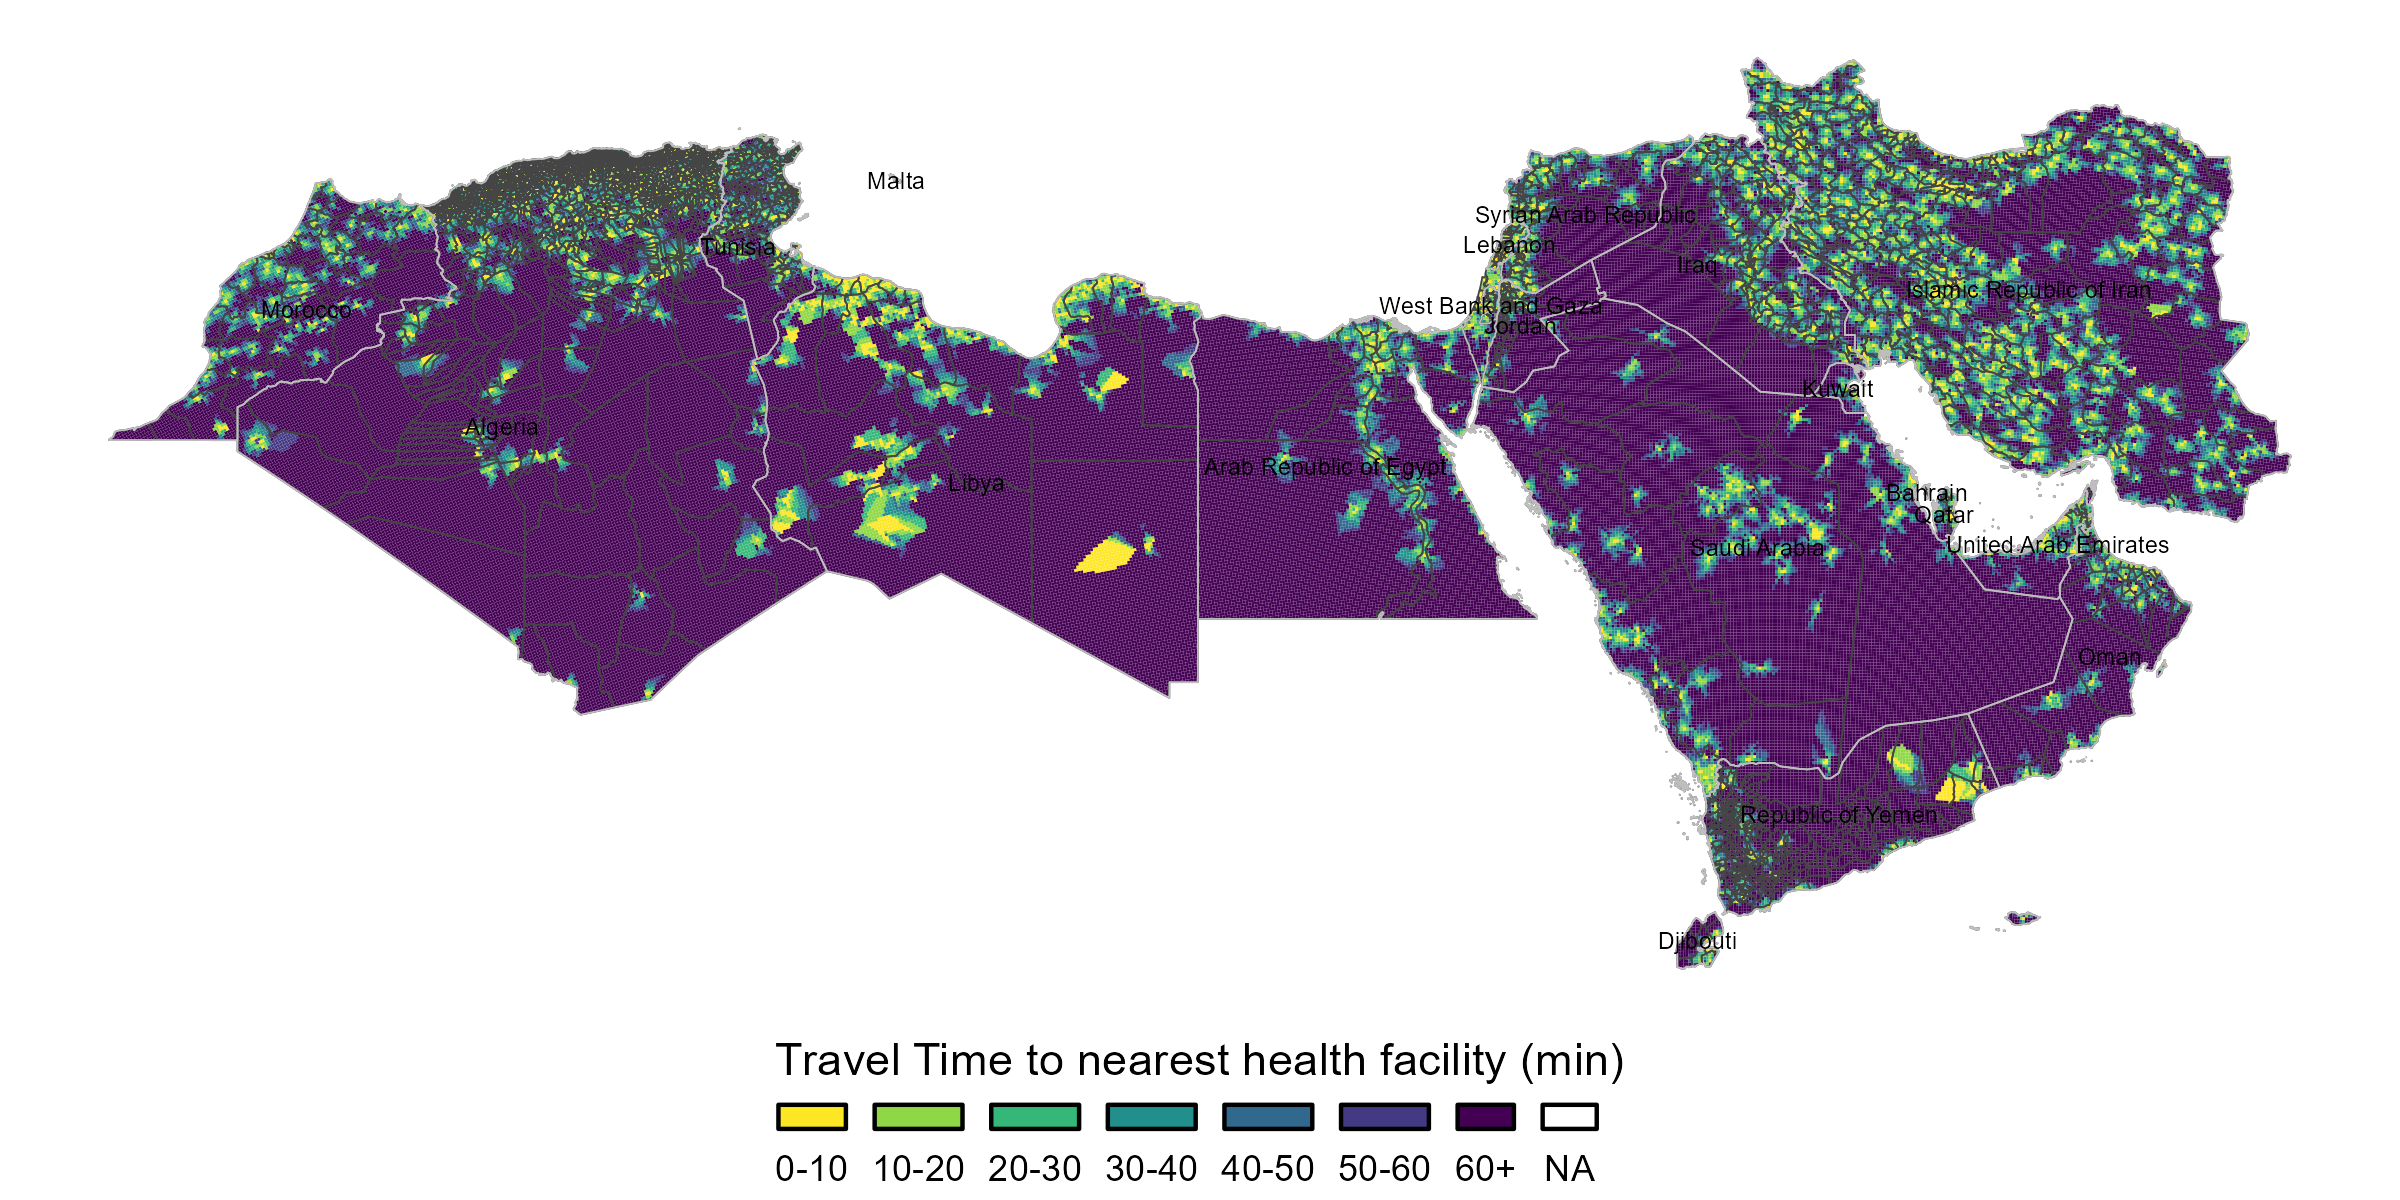 Malta
Syrian Arab Republic
Tunisia
Lebanon
Iraq
Islamic Republic of Iran
Morocco
West Bank and Gaza
Jordan
Kuwait
Algeria
Arab Republic of Egypt
Libya
Bahrain
Qatar
Saudi Arabia
United Arab Emirates
Oman
Republic of Yemen
Djibouti
Travel Time to nearest health facility (min)
0-10 10-20 20-30 30-40 40-50 50-60 60+ NA